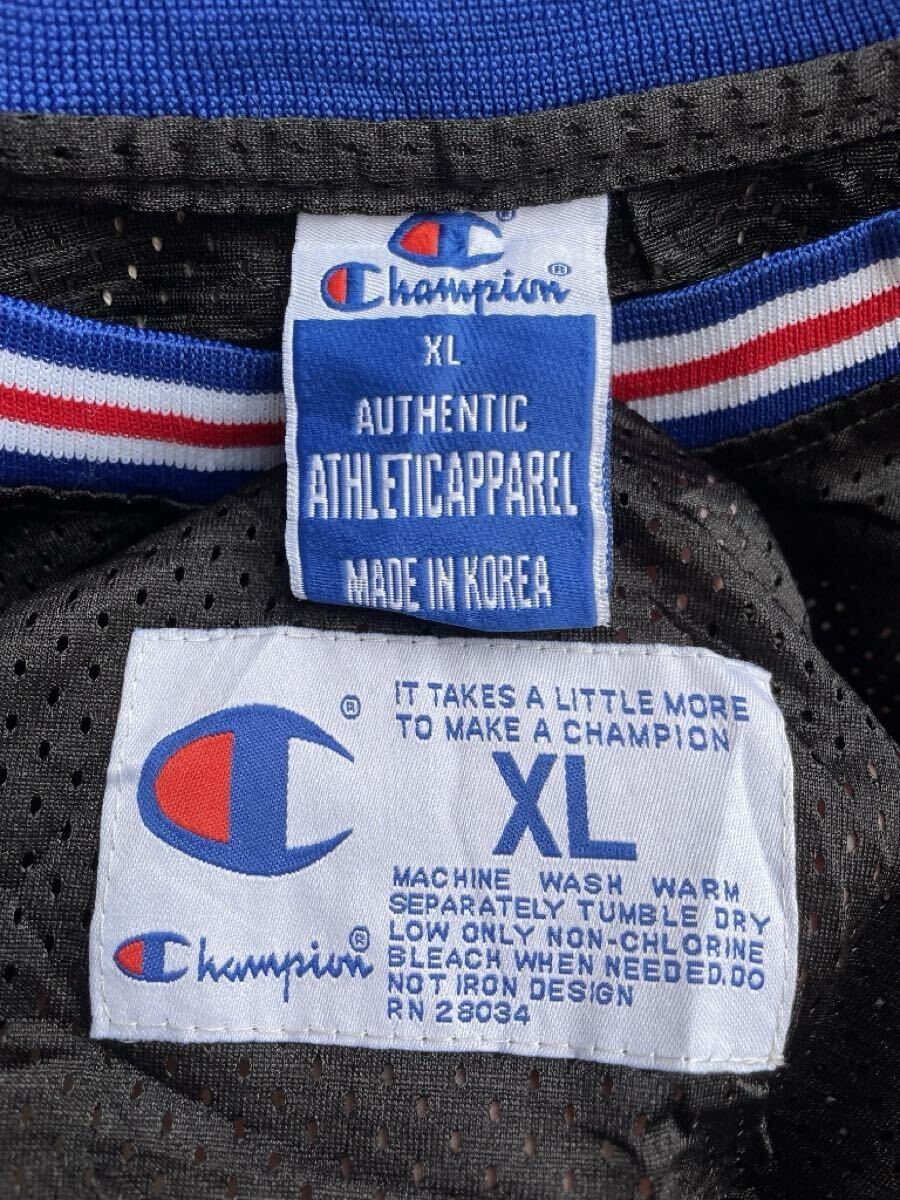 ®
Champion®
XL
AUTHENTIC
ATHLETICAPPAREL
MADE IN KOREA
®
IT TAKES A LITTLE MORE
TO MAKE A CHAMPION
XL
MACHINE WASH WARM
SEPARATELY TUMBLE DRY
LOW ONLY NON-CHLORINE
BLEACH WHEN NEEDED.DO
NOT IRON DESIGN
RN 28034
Champion®